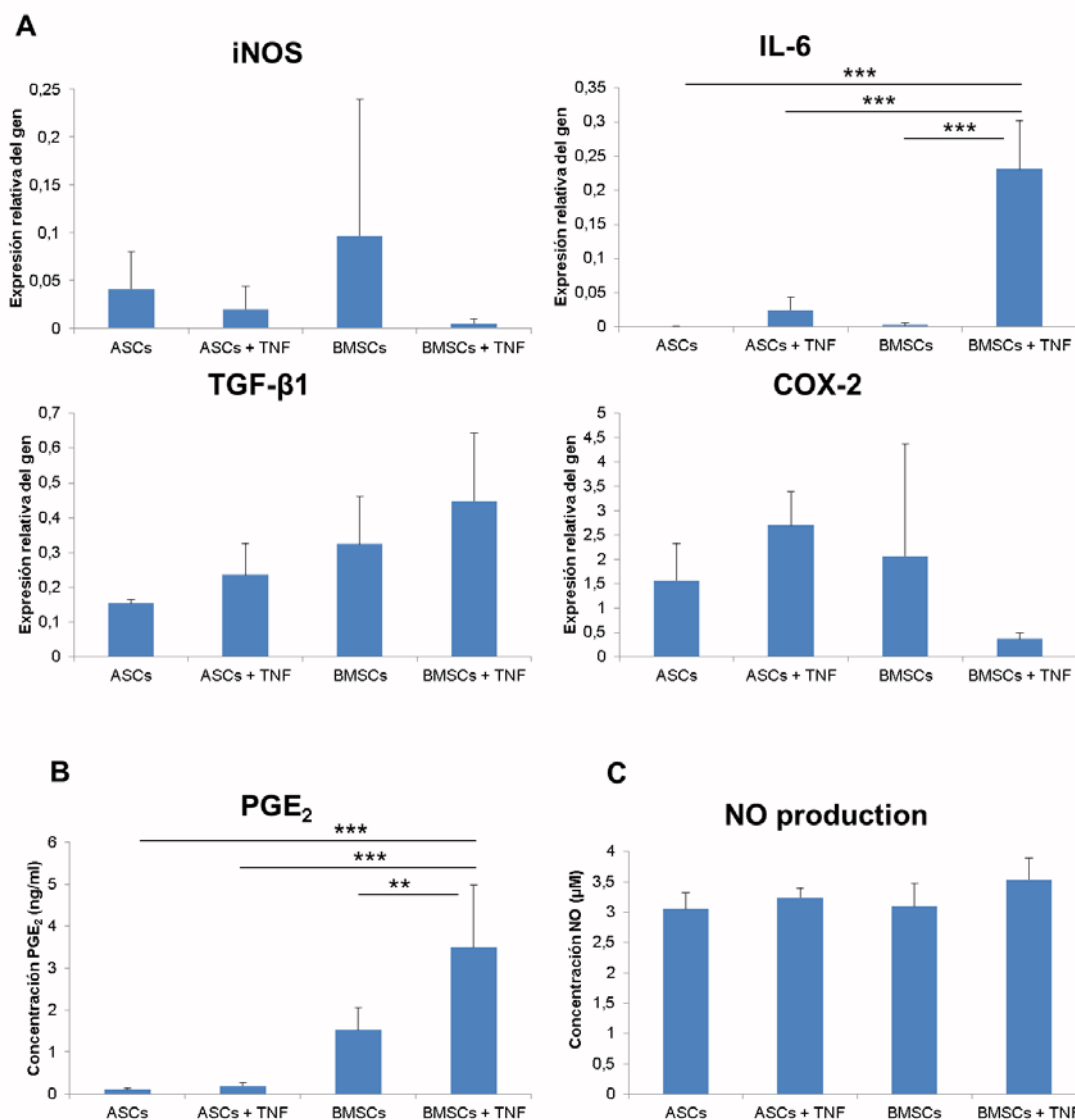 A
iNOS
Expresión relativa del gen
0,25
0,2
0,15
0,1
0,05
0
ASCs
ASCs + TNF
BMSCs
BMSCs + TNF
IL-6
Expresión relativa del gen
0,35
0,3
0,25
0,2
0,15
0,1
0,05
0
***
***
***
ASCs
ASCs + TNF
BMSCs
BMSCs + TNF
TGF-β1
Expresión relativa del gen
0,7
0,6
0,5
0,4
0,3
0,2
0,1
0
ASCs
ASCs + TNF
BMSCs
BMSCs + TNF
COX-2
Expresión relativa del gen
5
4,5
4
3,5
3
2,5
2
1,5
1
0,5
0
ASCs
ASCs + TNF
BMSCs
BMSCs + TNF
B
PGE₂
Concentración PGE₂ (ng/ml)
6
5
4
3
2
1
0
***
***
**
ASCs
ASCs + TNF
BMSCs
BMSCs + TNF
C
NO production
Concentración NO (µM)
4
3,5
3
2,5
2
1,5
1
0,5
0
ASCs
ASCs + TNF
BMSCs
BMSCs + TNF